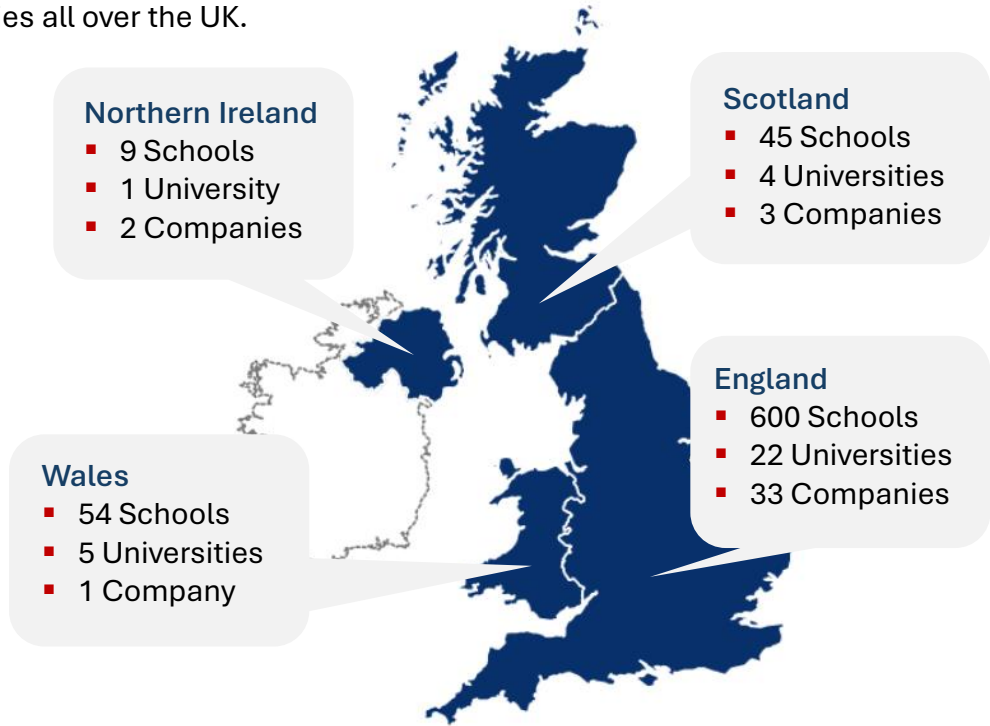 es all over the UK.
Northern Ireland
▪ 9 Schools
▪ 1 University
▪ 2 Companies
Scotland
▪ 45 Schools
▪ 4 Universities
▪ 3 Companies
England
▪ 600 Schools
▪ 22 Universities
▪ 33 Companies
Wales
▪ 54 Schools
▪ 5 Universities
▪ 1 Company